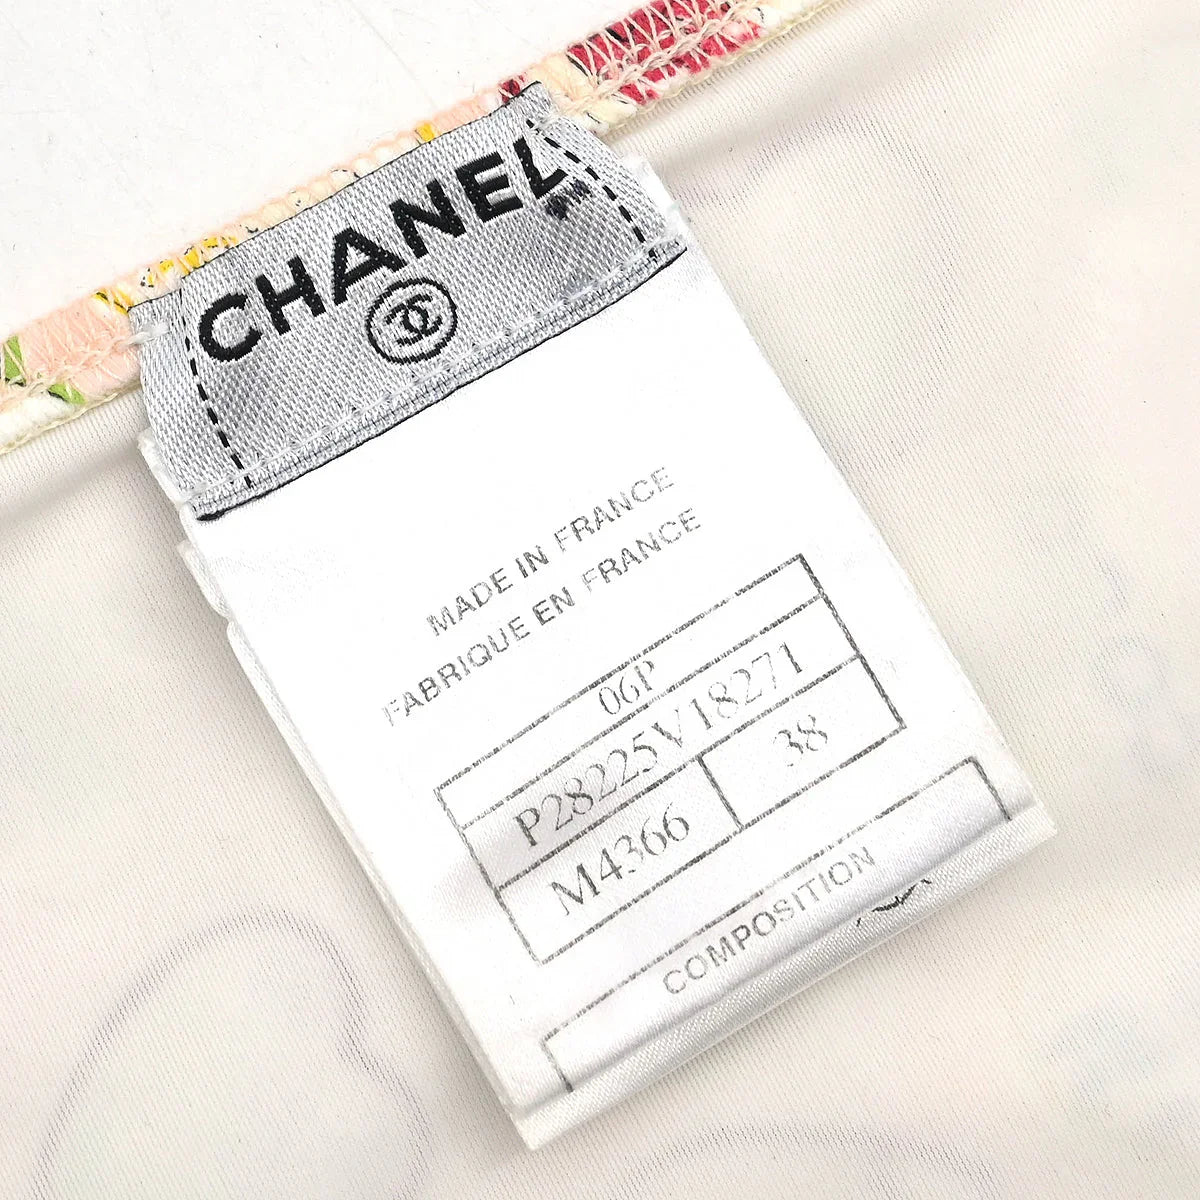 CHANEL
MADE IN FRANCE
FABRIQUE EN FRANCE
06P
P28225V18271
M4366 38
COMPOSITION